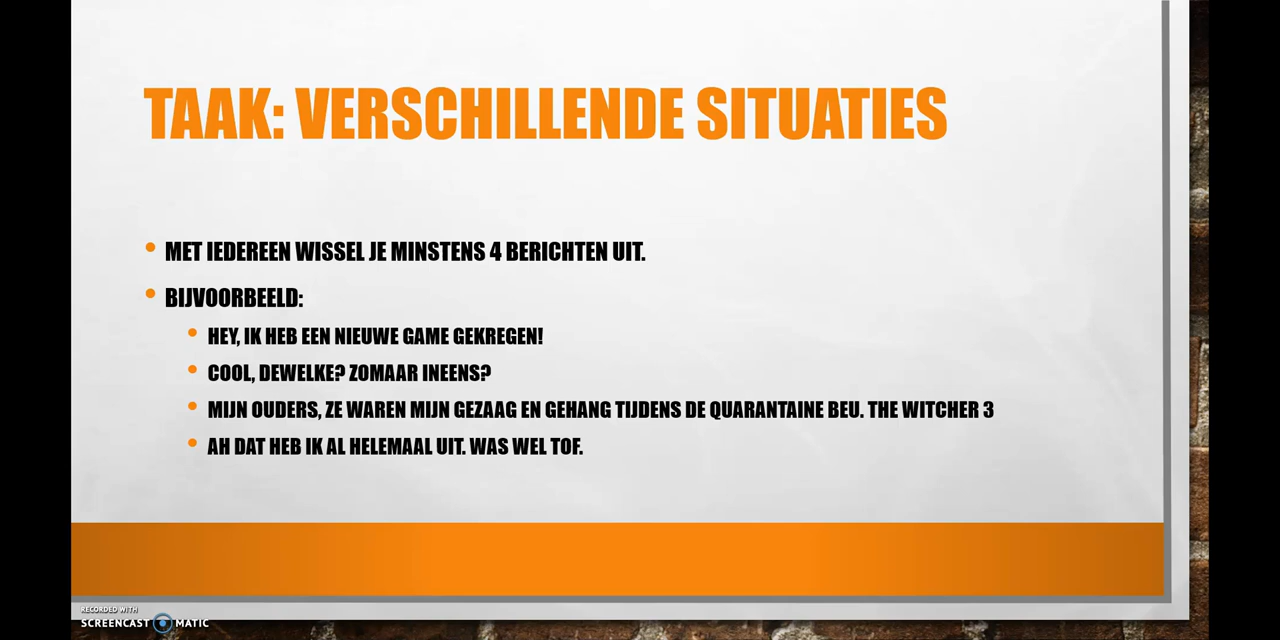 TAAK: VERSCHILLENDE SITUATIES
• MET IEDEREEN WISSEL JE MINSTENS 4 BERICHTEN UIT.
• BIJVOORBEELD:
• HEY, IK HEB EEN NIEUWE GAME GEKREGEN!
• COOL, DEWELKE? ZOMAAR INEENS?
• MIJN OUDERS, ZE WAREN MIJN GEZAAG EN GEHANG TIJDENS DE QUARANTAINE BEU. THE WITCHER 3
• AH DAT HEB IK AL HELEMAAL UIT. WAS WEL TOF.
RECORDED WITH
SCREENCAST MATIC